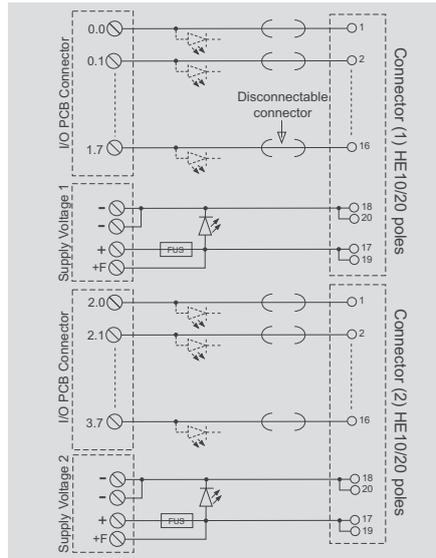 0.0
1
0.1
2
Disconnectable
connector
1.7
16
I/O PCB Connector
Connector (1) HE10/20 poles
Supply Voltage 1
-
18
20
-
+
FUS
17
19
+F
2.0
1
2.1
2
3.7
16
I/O PCB Connector
Connector (2) HE10/20 poles
Supply Voltage 2
-
18
20
-
+
FUS
17
19
+F